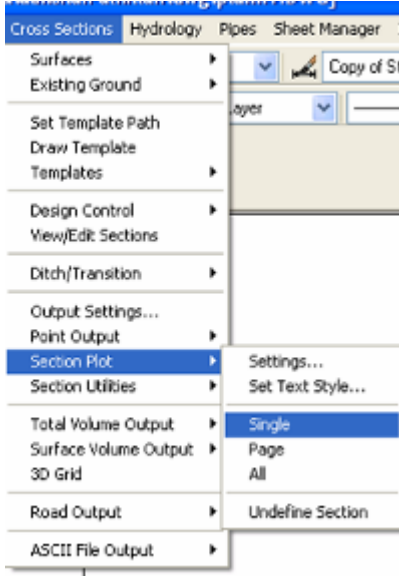 Cross Sections Hydrology Pipes Sheet Manager
Surfaces
Copy of St
Existing Ground
ayer
Set Template Path
Draw Template
Templates
Design Control
View/Edit Sections
Ditch/Transition
Output Settings...
Point Output
Section Plot
Settings...
Section Utilities
Set Text Style...
Total Volume Output
Single
Surface Volume Output
Page
3D Grid
All
Road Output
Undefine Section
ASCII File Output